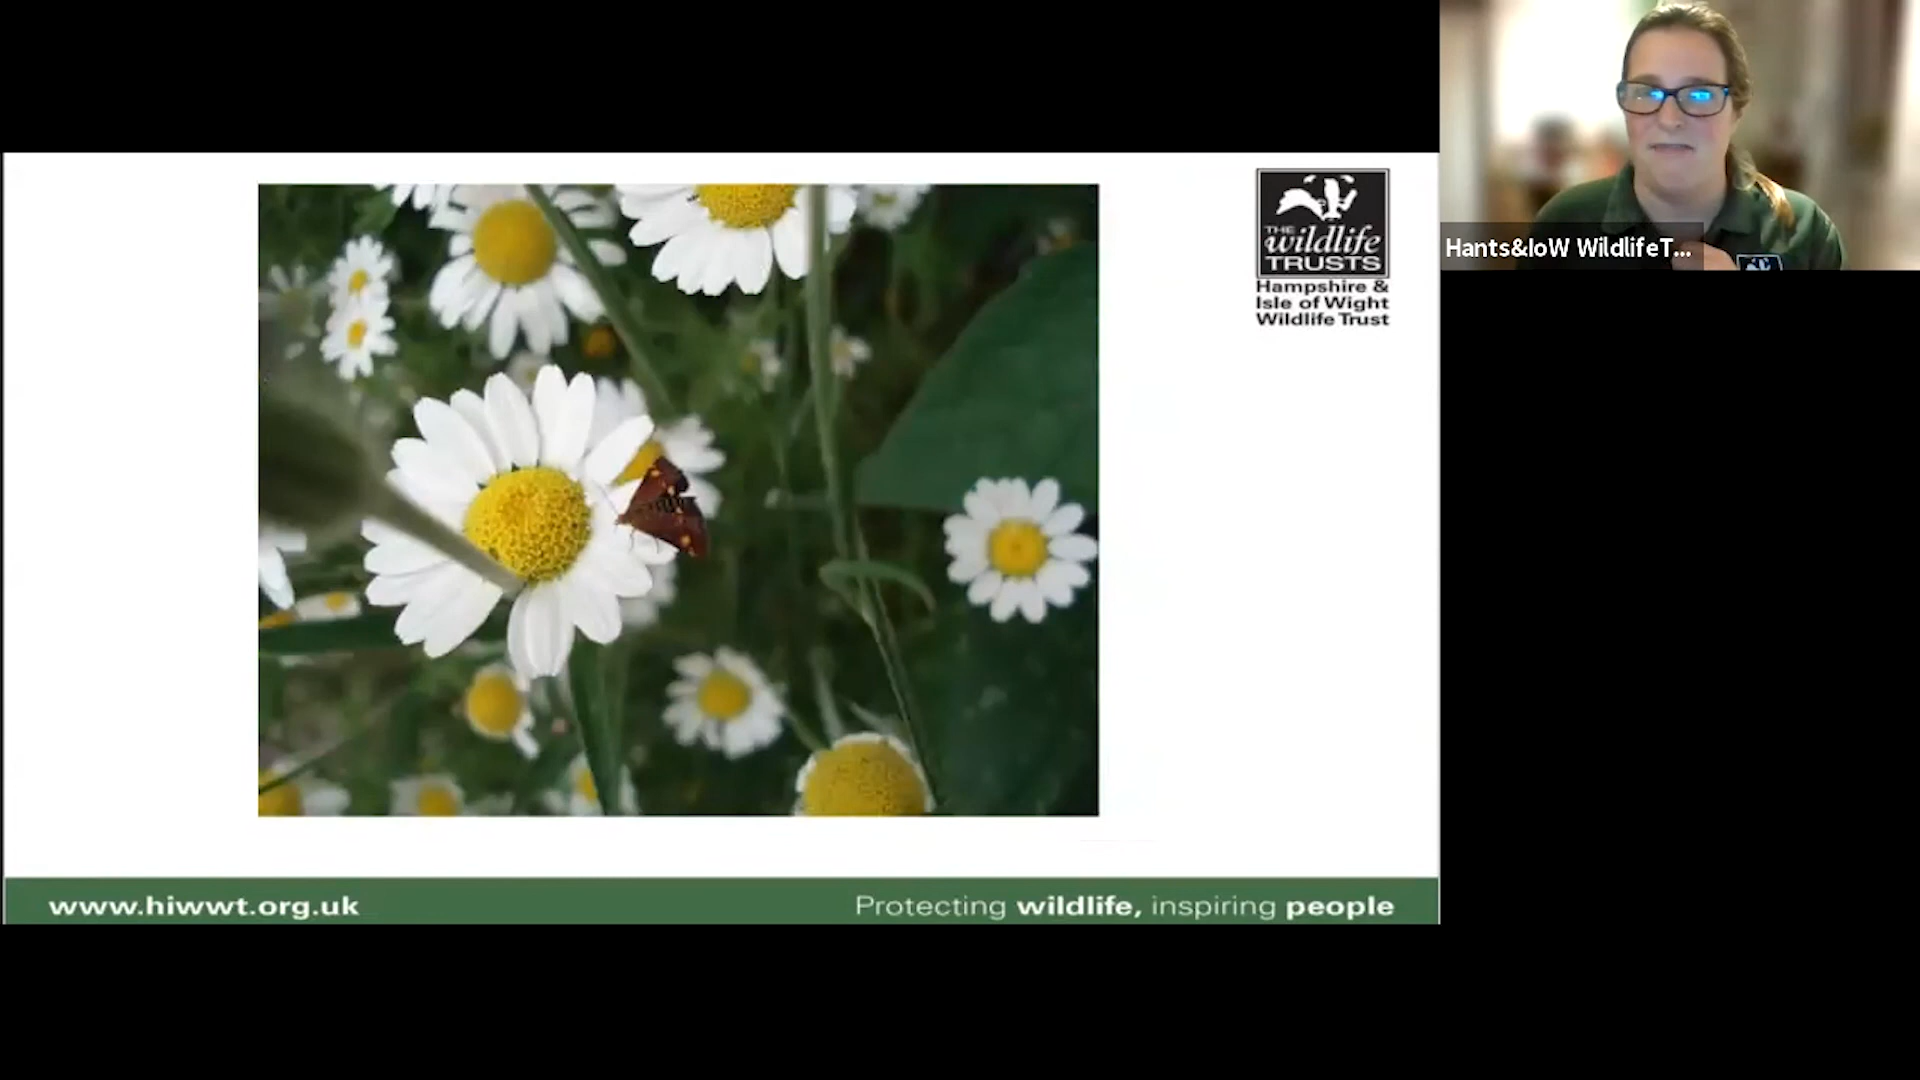 THE
wildlife
TRUSTS
Hampshire &
Isle of Wight
Wildlife Trust
Hants&IoW WildlifeT...
www.hiwwt.org.uk
Protecting wildlife, inspiring people